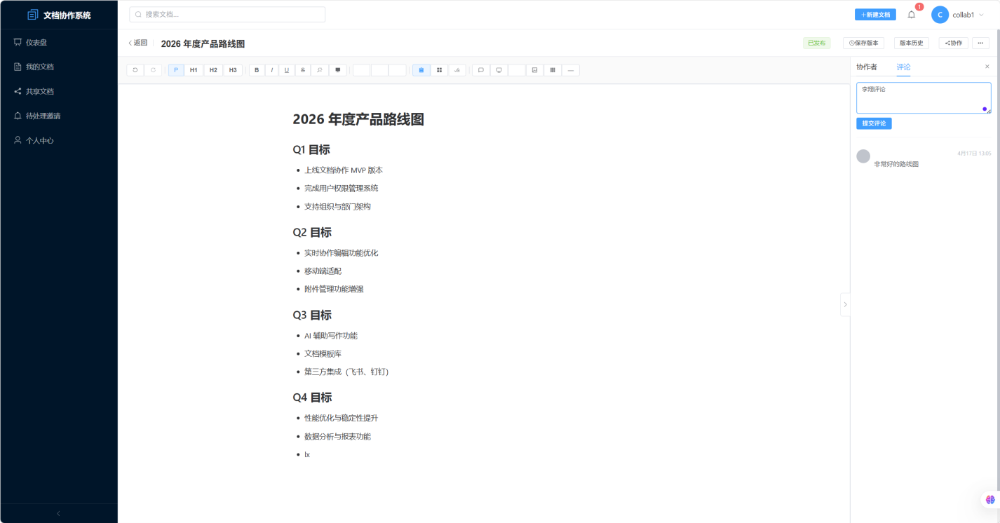 文档协作系统
搜索文档...
+新建文档
1
C
collab1
仪表盘
我的文档
共享文档
待处理邀请
个人中心
返回
2026 年度产品路线图
已发布
保存版本
版本历史
协作
P H1 H2 H3 B I U S
协作者
评论
李翔评论
提交评论
4月17日 13:05
非常好的路线图
2026 年度产品路线图
Q1 目标
上线文档协作 MVP 版本
完成用户权限管理系统
支持组织与部门架构
Q2 目标
实时协作编辑功能优化
移动端适配
附件管理功能增强
Q3 目标
AI 辅助写作功能
文档模板库
第三方集成（飞书、钉钉）
Q4 目标
性能优化与稳定性提升
数据分析与报表功能
lx